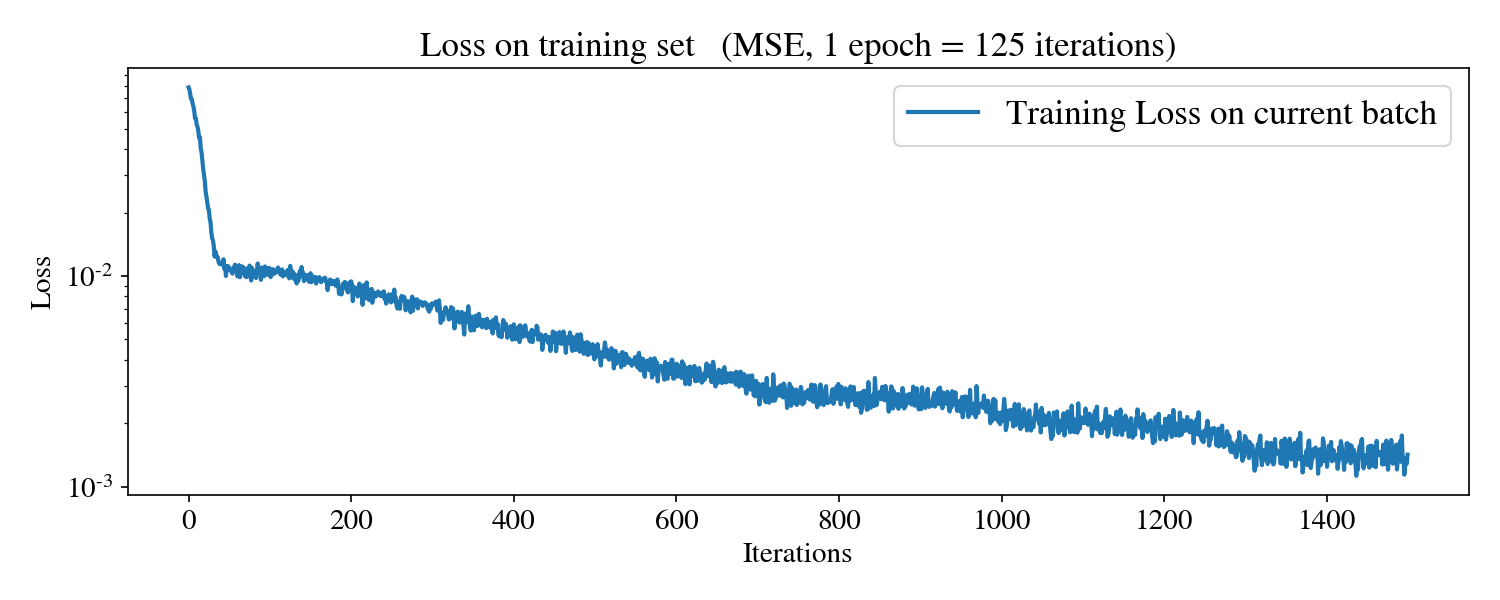 Loss on training set (MSE, 1 epoch = 125 iterations)
Training Loss on current batch
Loss
10⁻²
10⁻³
0 200 400 600 800 1000 1200 1400
Iterations